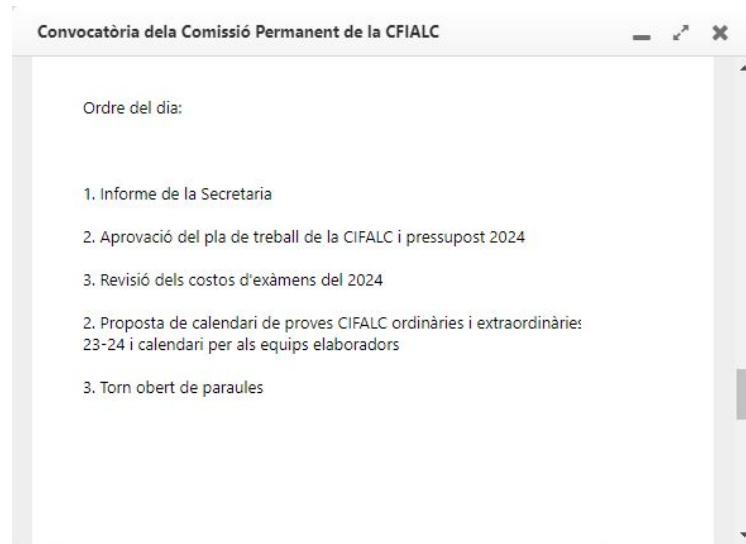 Convocatòria dela Comissió Permanent de la CFIALC
Ordre del dia:
1. Informe de la Secretaria
2. Aprovació del pla de treball de la CIFALC i pressupost 2024
3. Revisió dels costos d'exàmens del 2024
2. Proposta de calendari de proves CIFALC ordinàries i extraordinàries
23-24 i calendari per als equips elaboradors
3. Torn obert de paraules